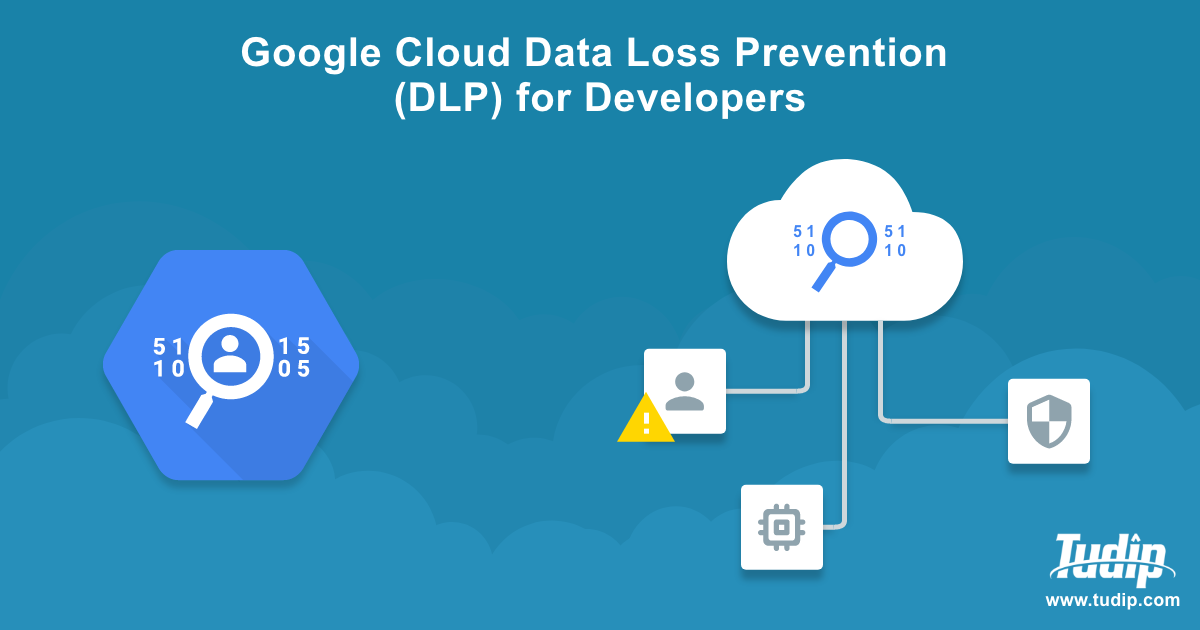 Google Cloud Data Loss Prevention
(DLP) for Developers
51 15
10 05
51 51
10 10
!
Tudip
www.tudip.com